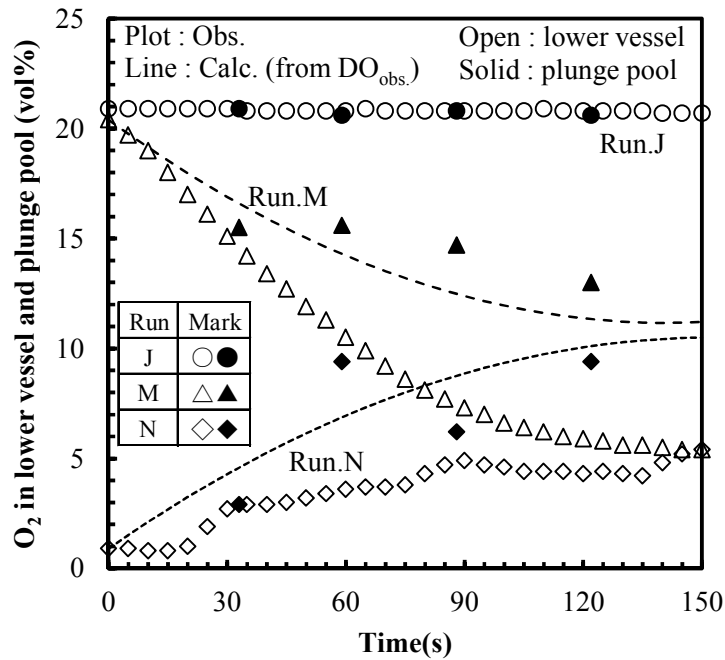 25
20
15
10
5
0
O2 in lower vessel and plunge pool (vol%)
Plot : Obs.
Line : Calc. (from DOobs.)
Open : lower vessel
Solid : plunge pool
Run.J
Run.M
Run Mark
J
M
N
Run.N
0 30 60 90 120 150
Time(s)